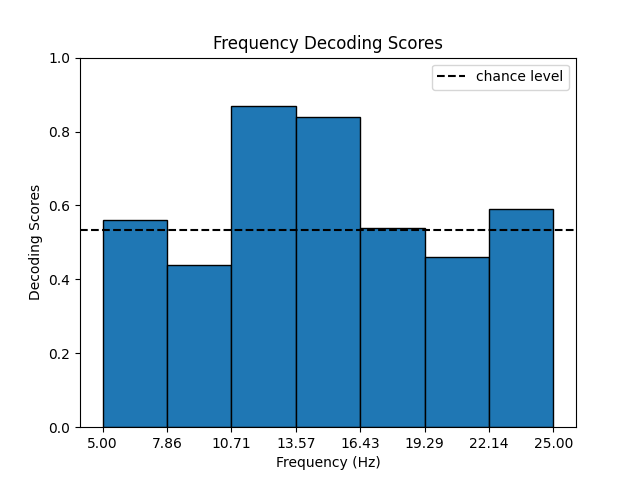 Frequency Decoding Scores
chance level
1.0
0.8
0.6
0.4
0.2
0.0
Decoding Scores
5.00 7.86 10.71 13.57 16.43 19.29 22.14 25.00
Frequency (Hz)